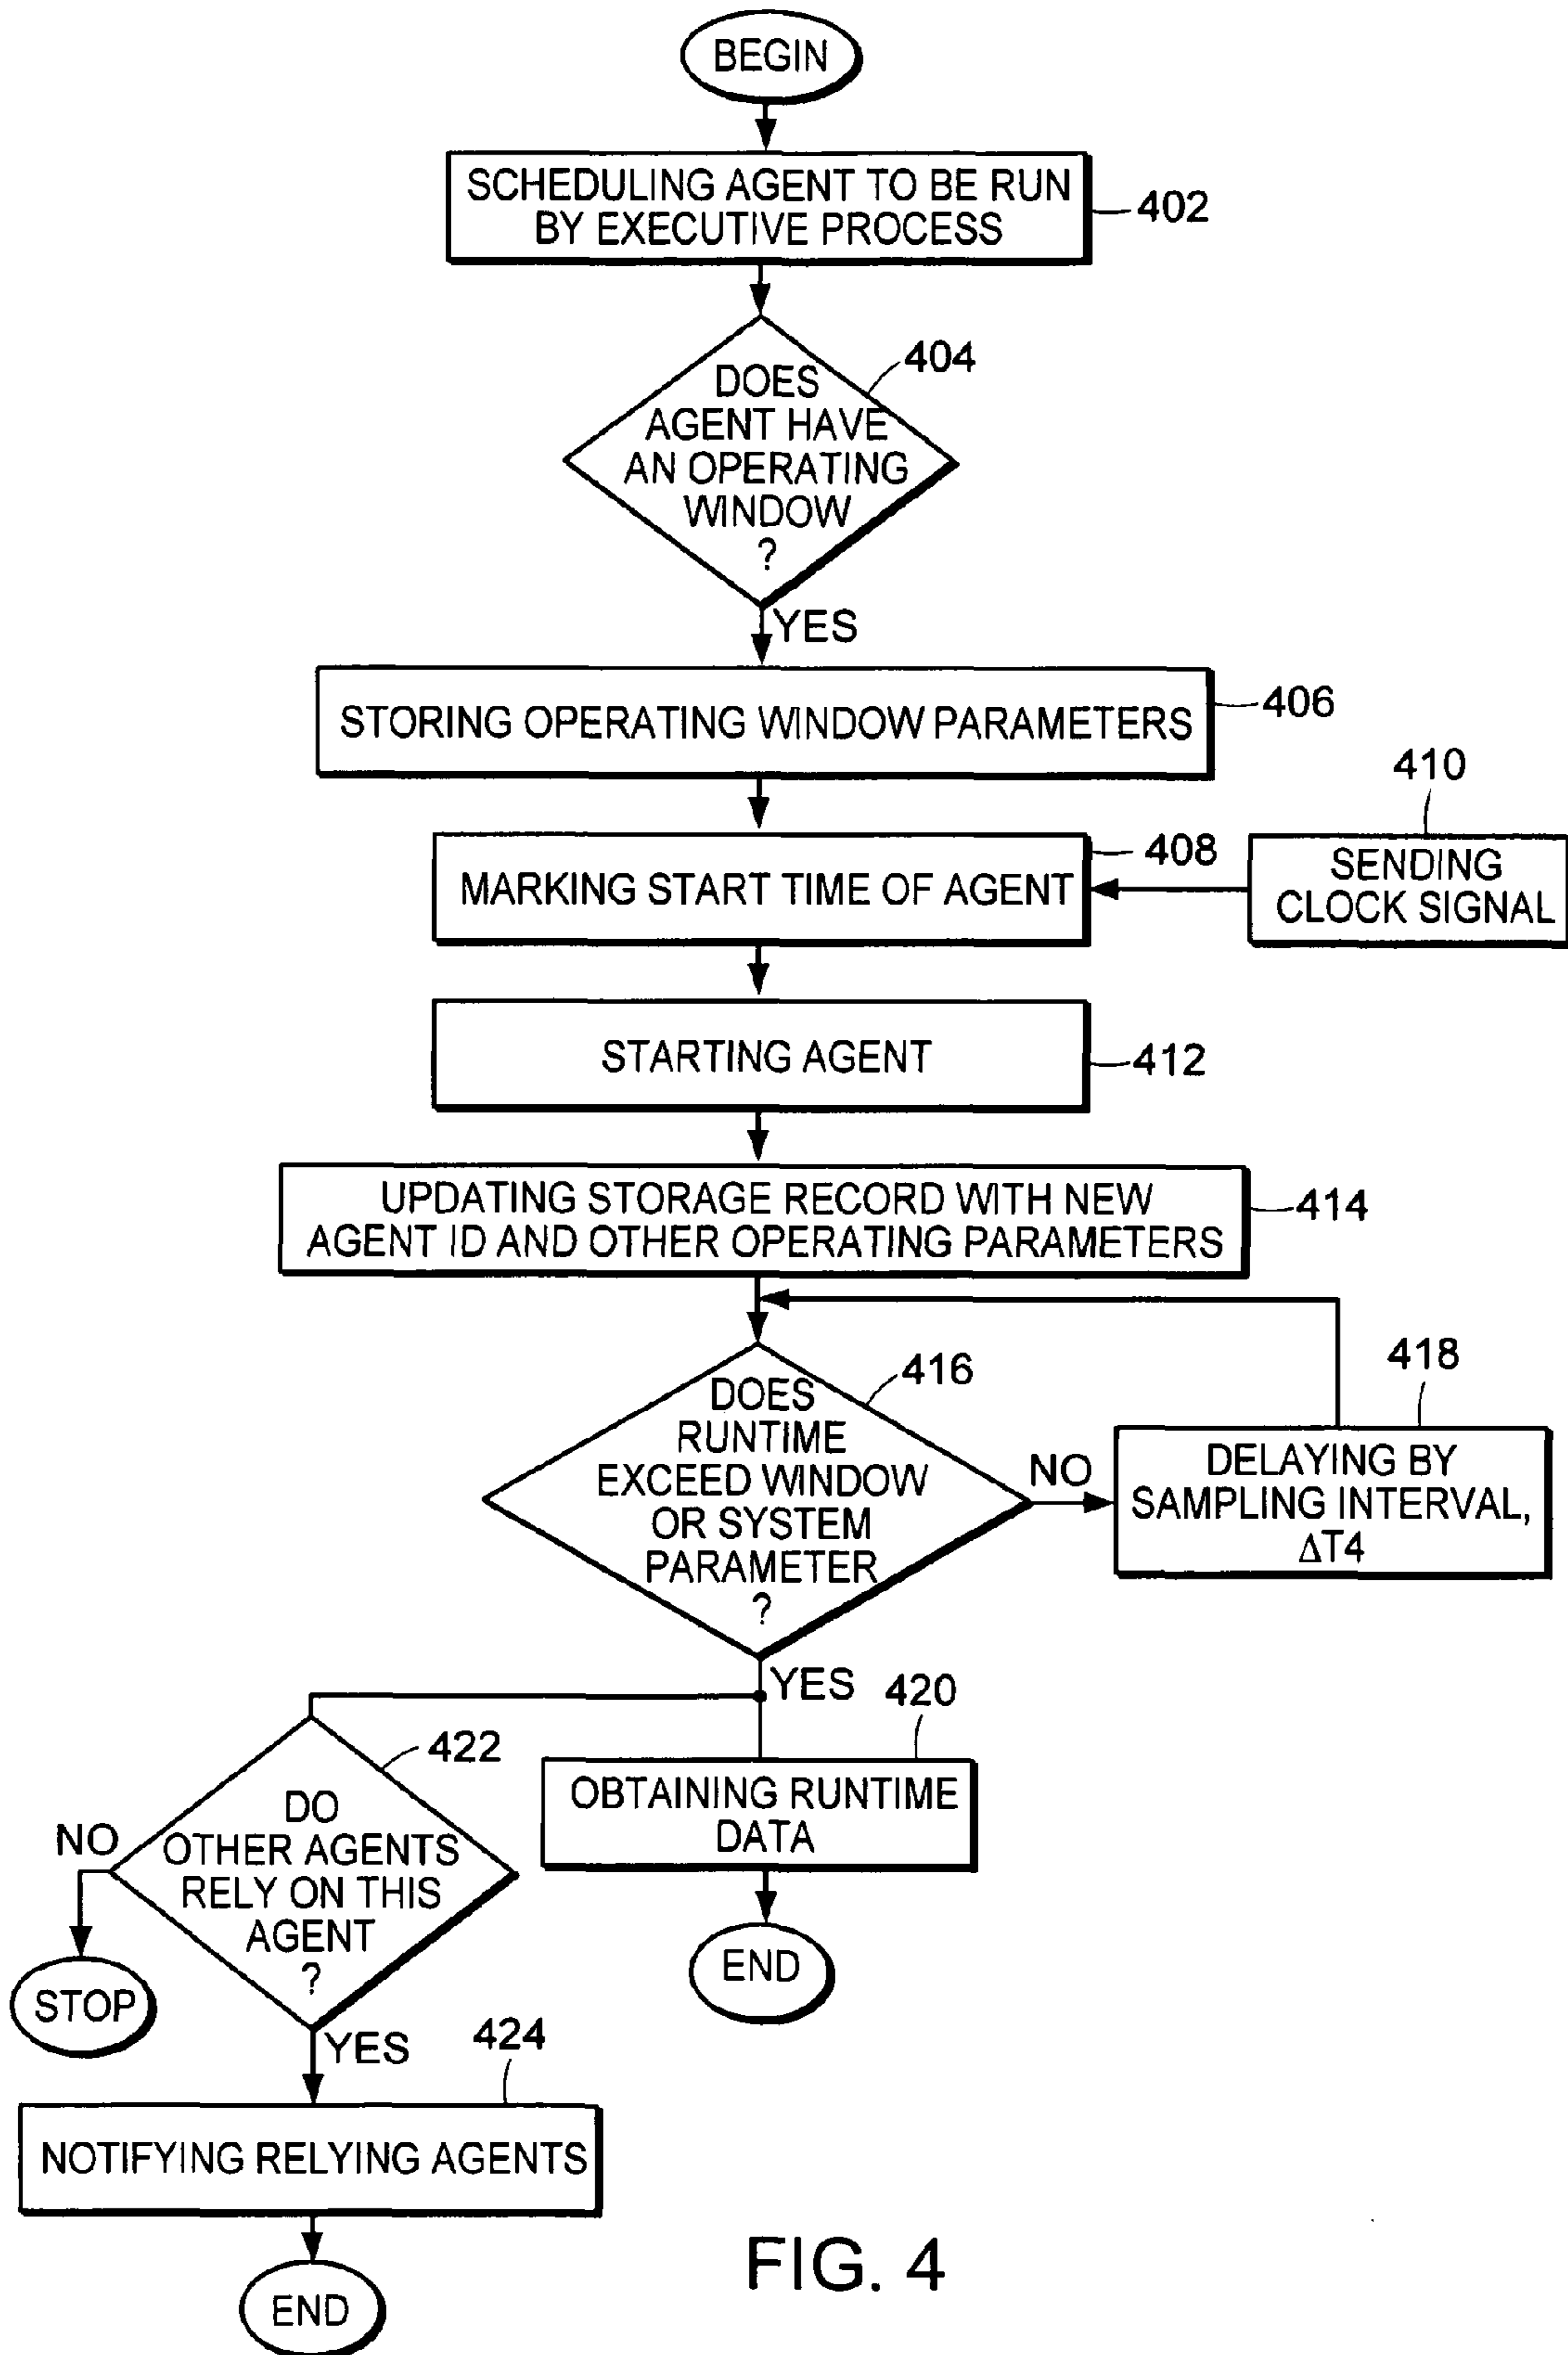 BEGIN
SCHEDULING AGENT TO BE RUN
BY EXECUTIVE PROCESS
402
404
DOES
AGENT HAVE
AN OPERATING
WINDOW
?
YES
STORING OPERATING WINDOW PARAMETERS
406
410
408
MARKING START TIME OF AGENT
SENDING
CLOCK SIGNAL
STARTING AGENT
412
UPDATING STORAGE RECORD WITH NEW
AGENT ID AND OTHER OPERATING PARAMETERS
414
416
418
DOES
RUNTIME
EXCEED WINDOW
OR SYSTEM
PARAMETER
?
NO
DELAYING BY
SAMPLING INTERVAL,
ΔT4
YES
420
422
OBTAINING RUNTIME
DATA
NO
DO
OTHER AGENTS
RELY ON THIS
AGENT
?
END
STOP
YES
424
NOTIFYING RELYING AGENTS
END
FIG. 4